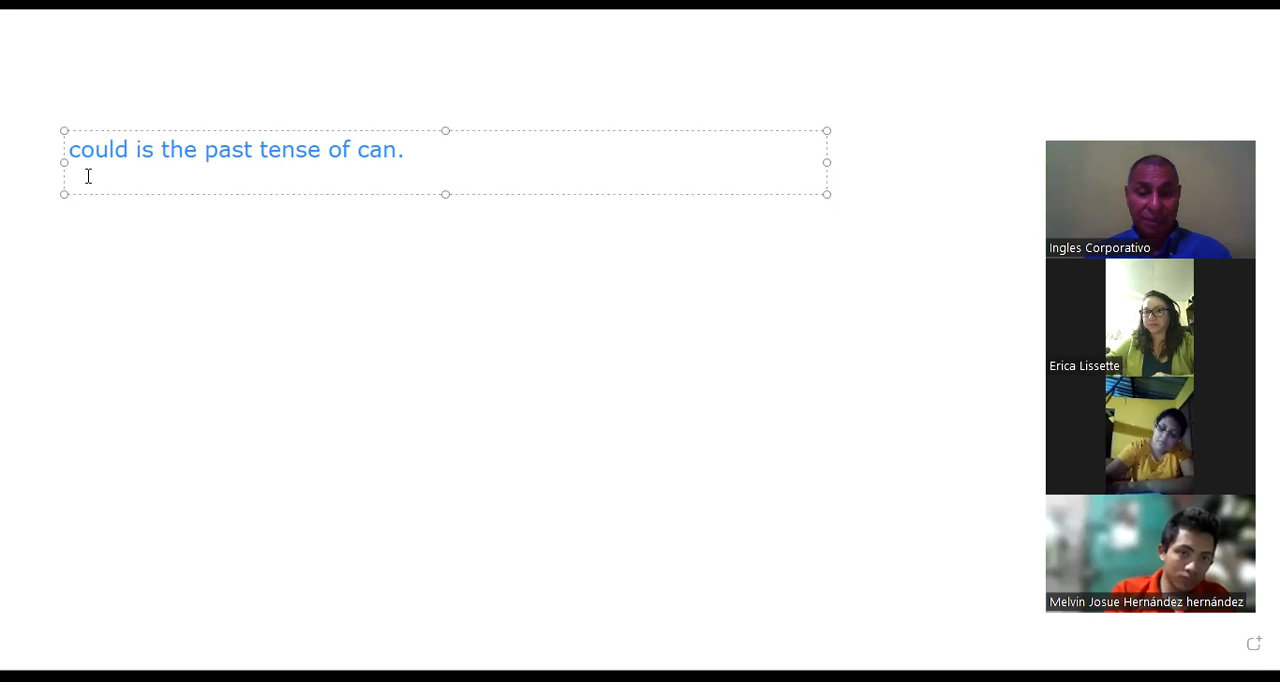 could is the past tense of can.
Ingles Corporativo
Erica Lissette
Melvin Josue Hernández hernández